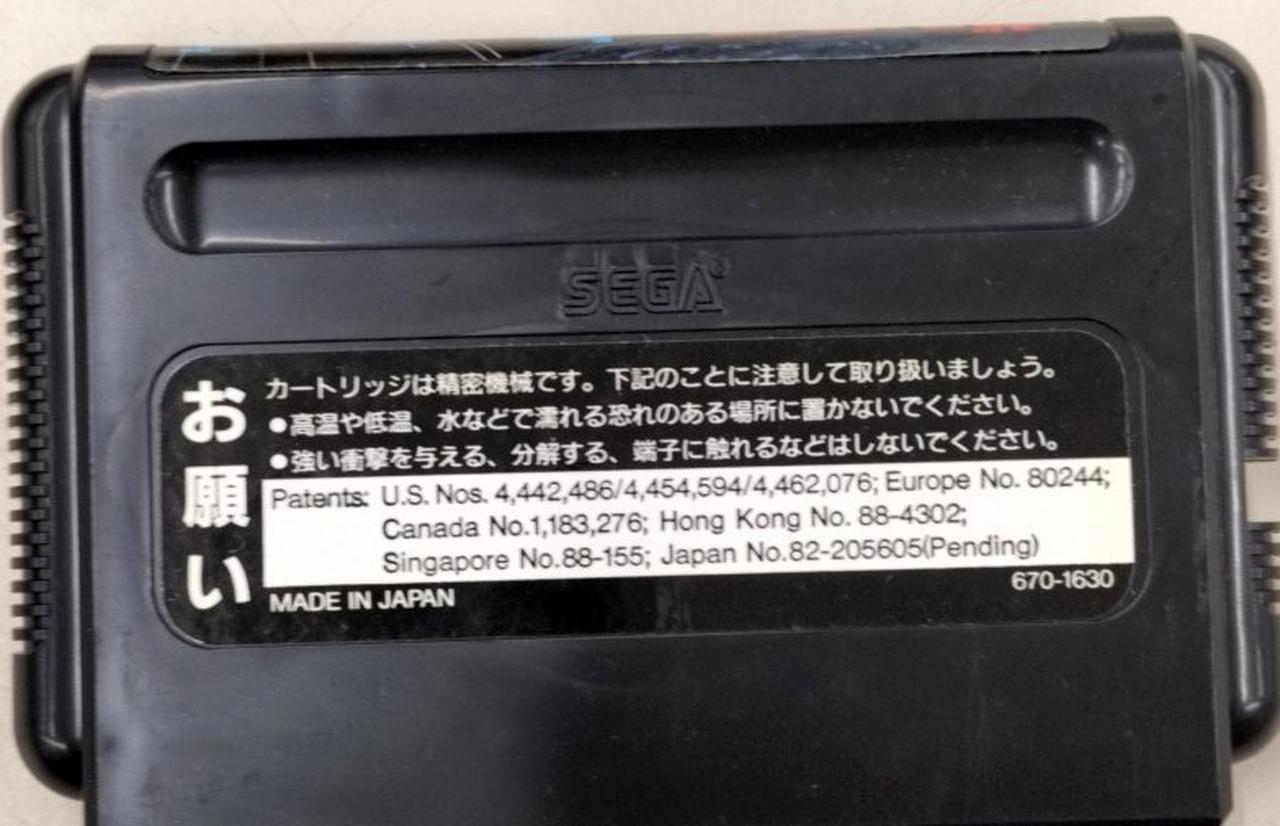 SEGA®
お願い
カートリッジは精密機械です。下記のことに注意して取り扱いましょう。
●高温や低温、水などで濡れる恐れのある場所に置かないでください。
●強い衝撃を与える、分解する、端子に触れるなどはしないでください。
Patents: U.S. Nos. 4,442,486/4,454,594/4,462,076; Europe No. 80244;
Canada No.1,183,276; Hong Kong No. 88-4302;
Singapore No.88-155; Japan No.82-205605(Pending)
MADE IN JAPAN
670-1630